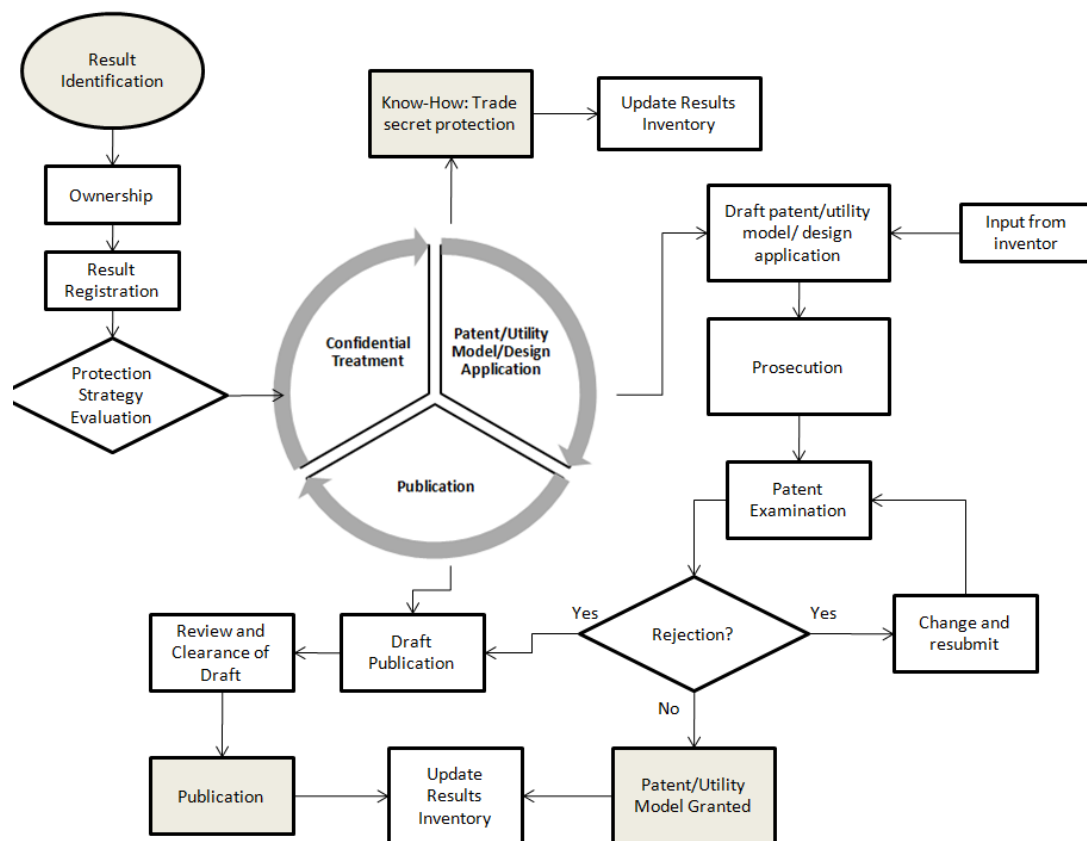 Result
Identification
Ownership
Result
Registration
Protection
Strategy
Evaluation
Know-How: Trade
secret protection
Update Results
Inventory
Confidential
Treatment
Patent/Utility
Model/Design
Application
Publication
Draft patent/utility
model/ design
application
Input from
inventor
Prosecution
Patent
Examination
Rejection?
Yes
Yes
No
Change and
resubmit
Draft
Publication
Review and
Clearance of
Draft
Publication
Update
Results
Inventory
Patent/Utility
Model Granted